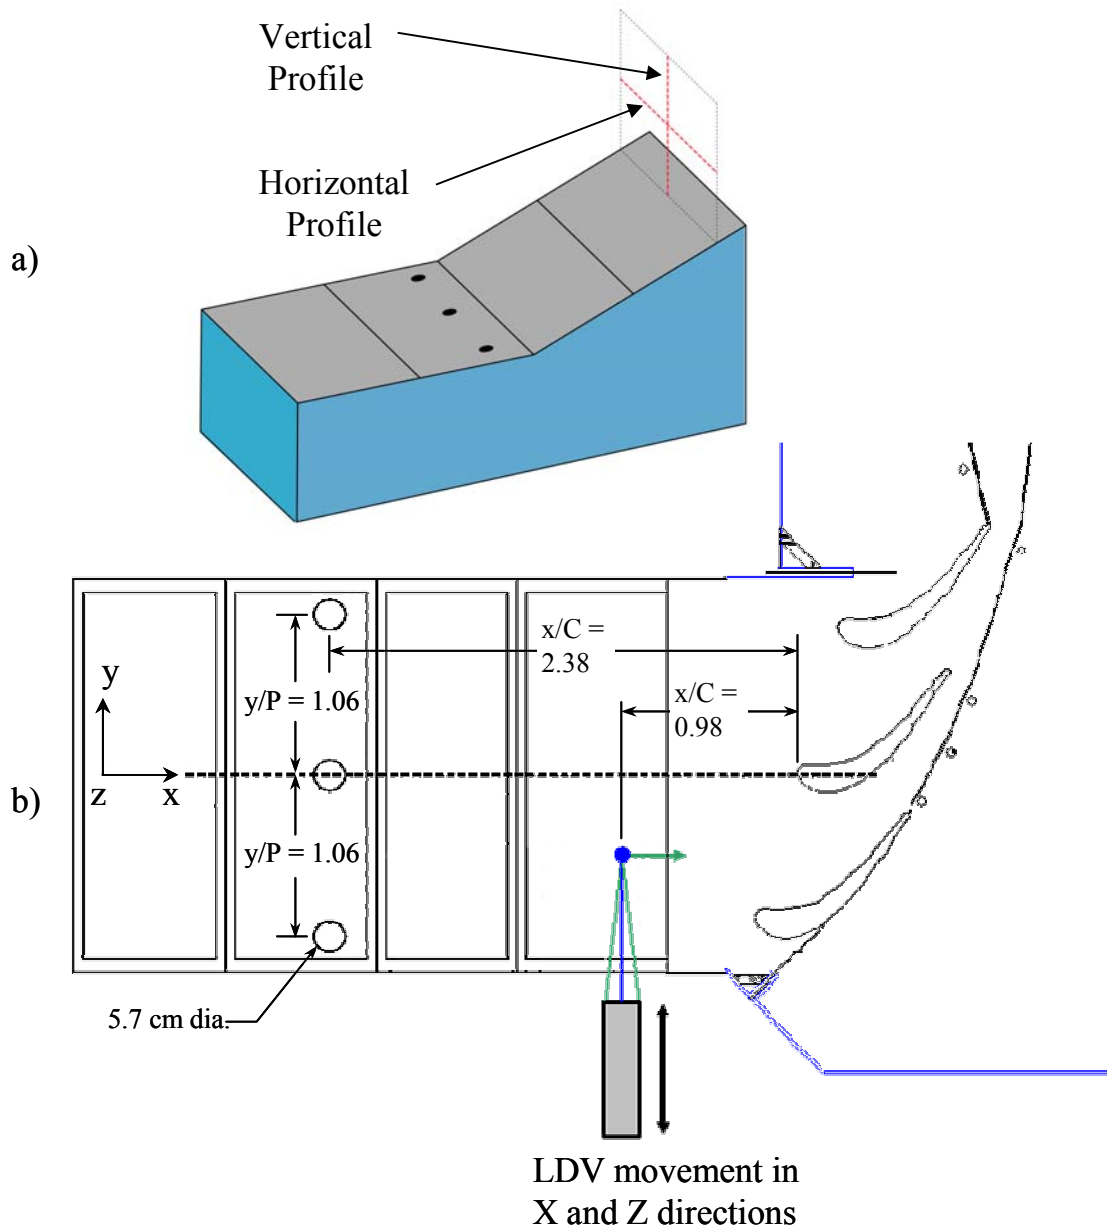 Vertical
Profile
Horizontal
Profile
a)
x/C =
2.38
x/C =
0.98
y
y/P = 1.06
z
x
b)
y/P = 1.06
5.7 cm dia.
LDV movement in
X and Z directions